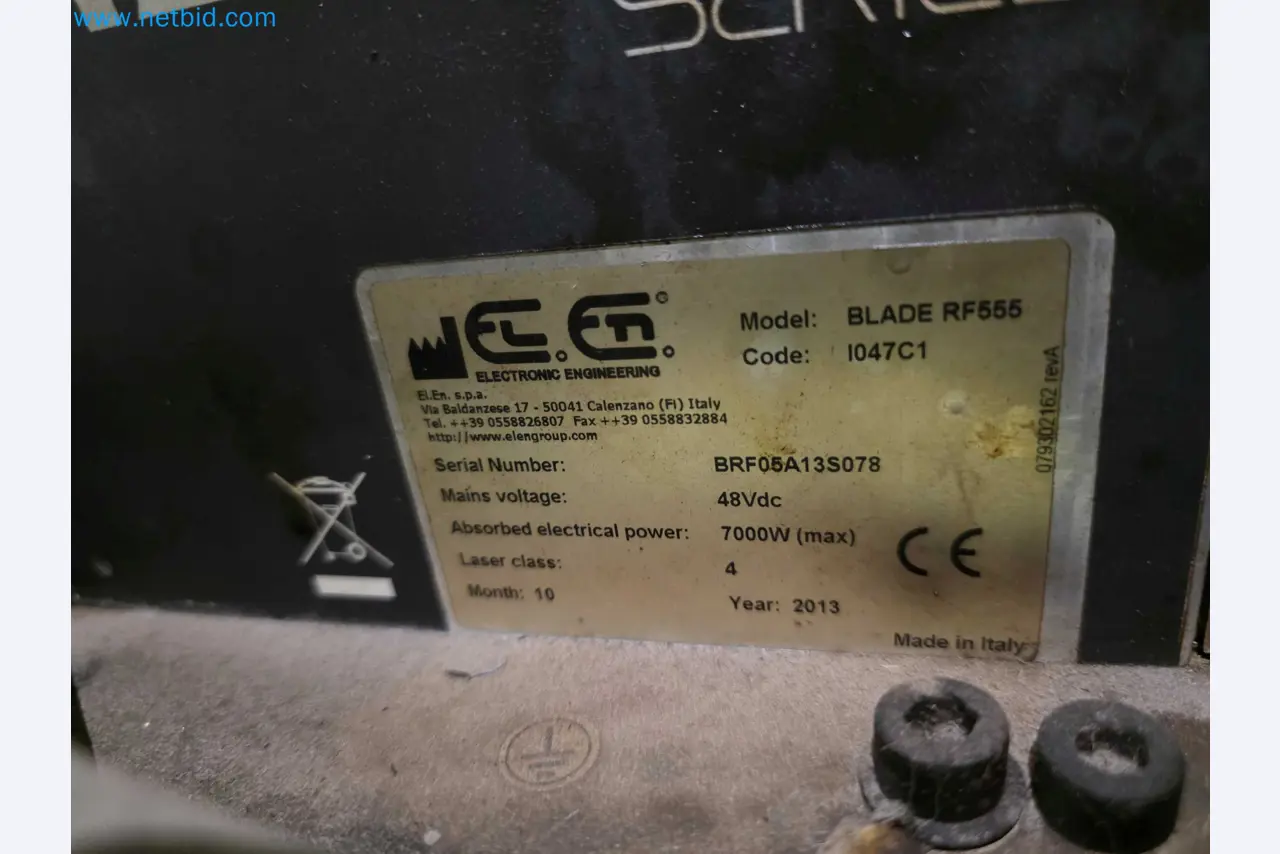 www.netbid.com
El.En.®
ELECTRONIC ENGINEERING
El.En. s.p.a.
Via Baldanzese 17 - 50041 Calenzano (FI) Italy
Tel. ++39 0558826807 Fax ++39 0558832884
http://www.elengroup.com
Model: BLADE RF555
Code: I047C1
079302162 revA
Serial Number: BRF05A13S078
Mains voltage: 48Vdc
Absorbed electrical power: 7000W (max)
CE
Laser class: 4
Month: 10 Year: 2013
Made in Italy